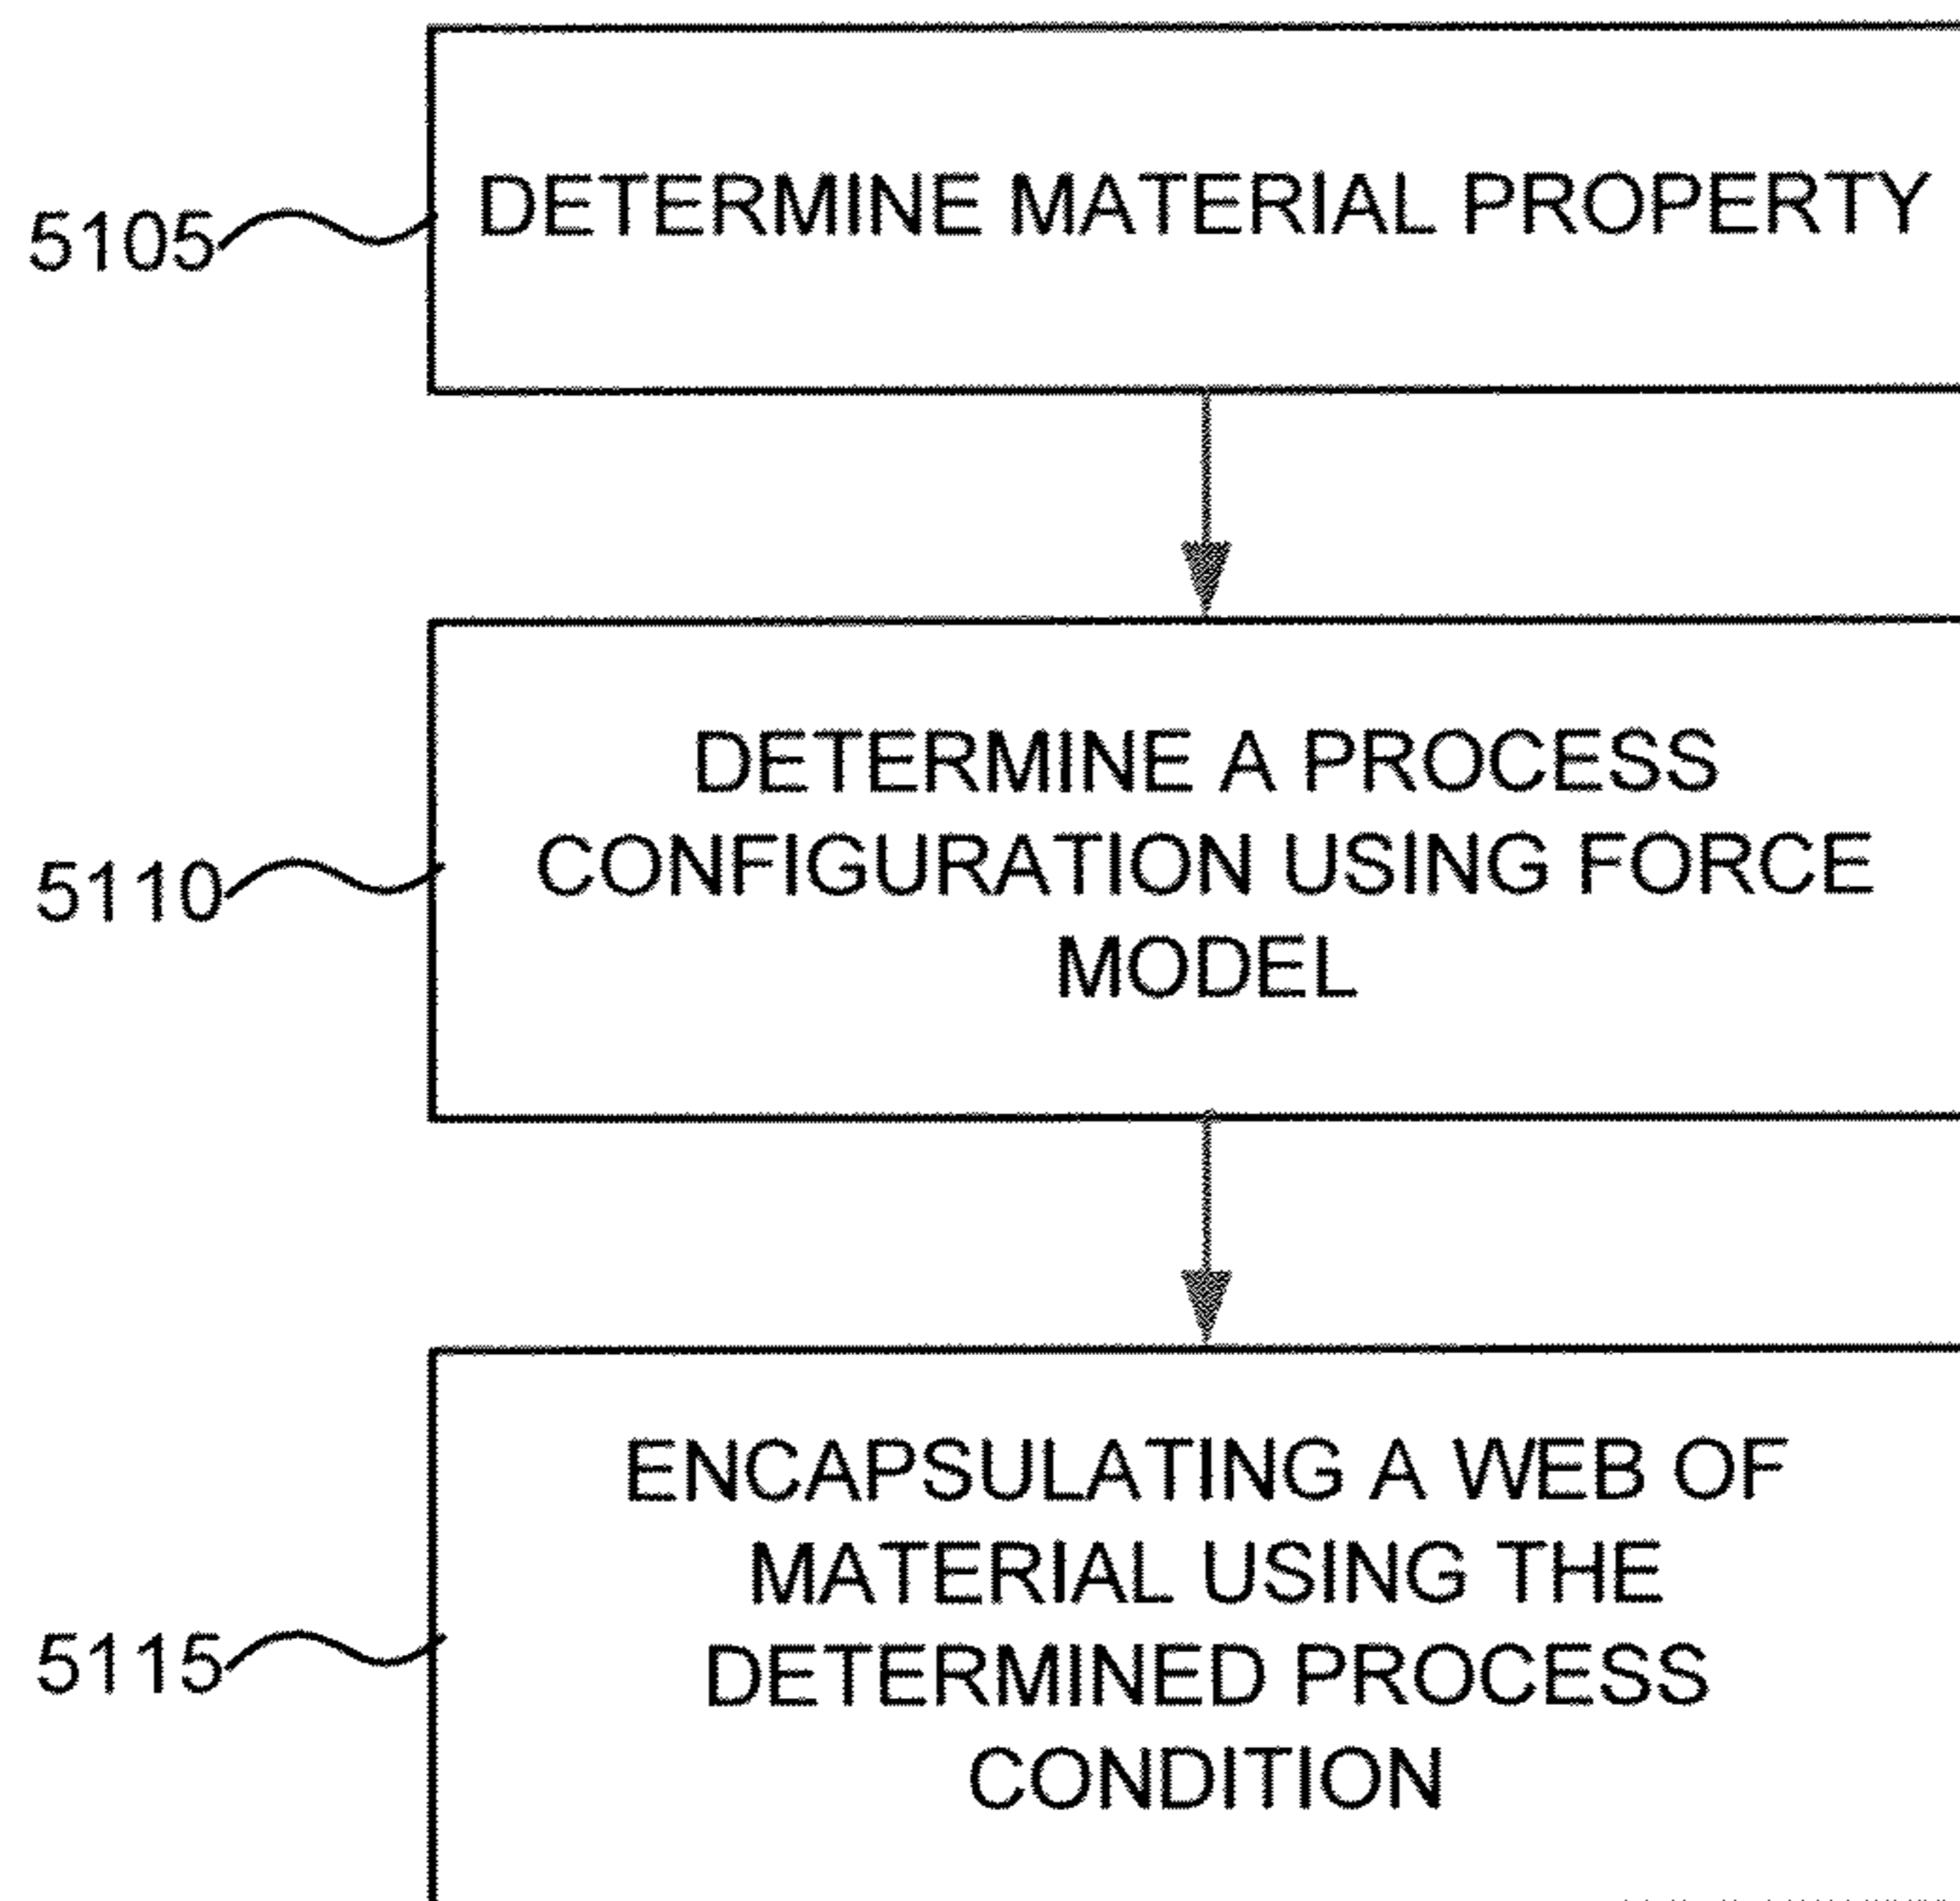 5105
DETERMINE MATERIAL PROPERTY
5110
DETERMINE A PROCESS
CONFIGURATION USING FORCE
MODEL
5115
ENCAPSULATING A WEB OF
MATERIAL USING THE
DETERMINED PROCESS
CONDITION